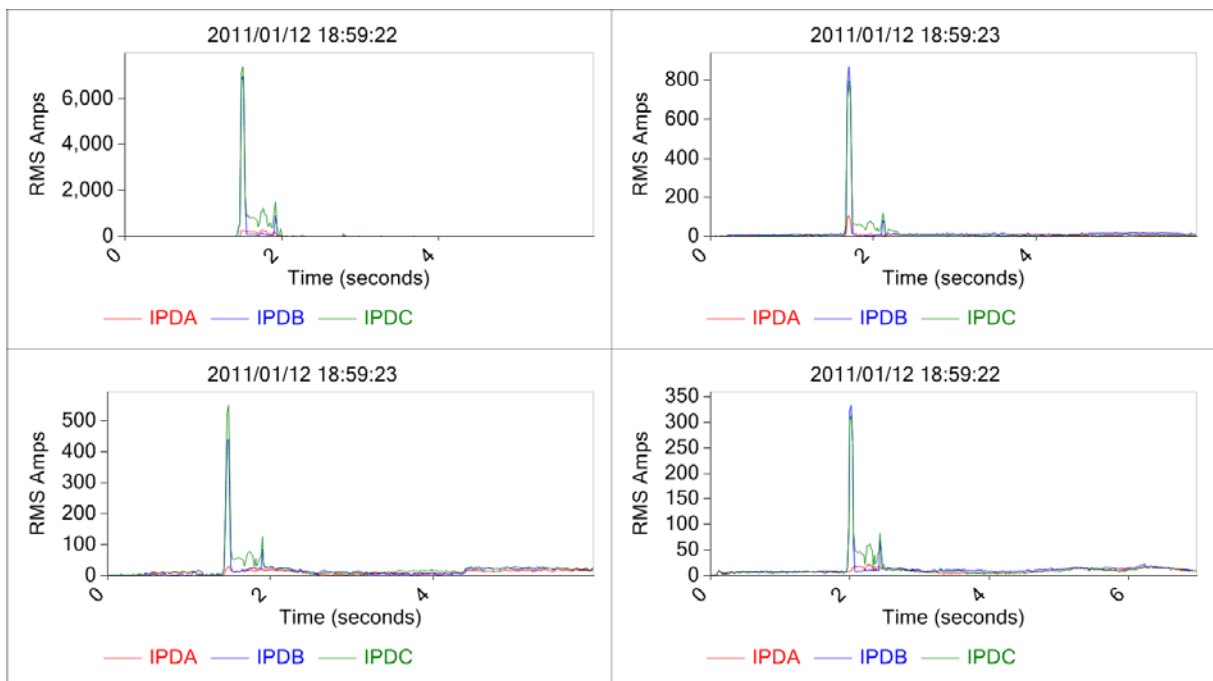 2011/01/12 18:59:22
RMS Amps
6,000
4,000
2,000
0
0 2 4
Time (seconds)
IPDA IPDB IPDC
2011/01/12 18:59:23
RMS Amps
800
600
400
200
0
0 2 4
Time (seconds)
IPDA IPDB IPDC
2011/01/12 18:59:23
RMS Amps
500
400
300
200
100
0
0 2 4
Time (seconds)
IPDA IPDB IPDC
2011/01/12 18:59:22
RMS Amps
350
300
250
200
150
100
50
0
0 2 4 6
Time (seconds)
IPDA IPDB IPDC